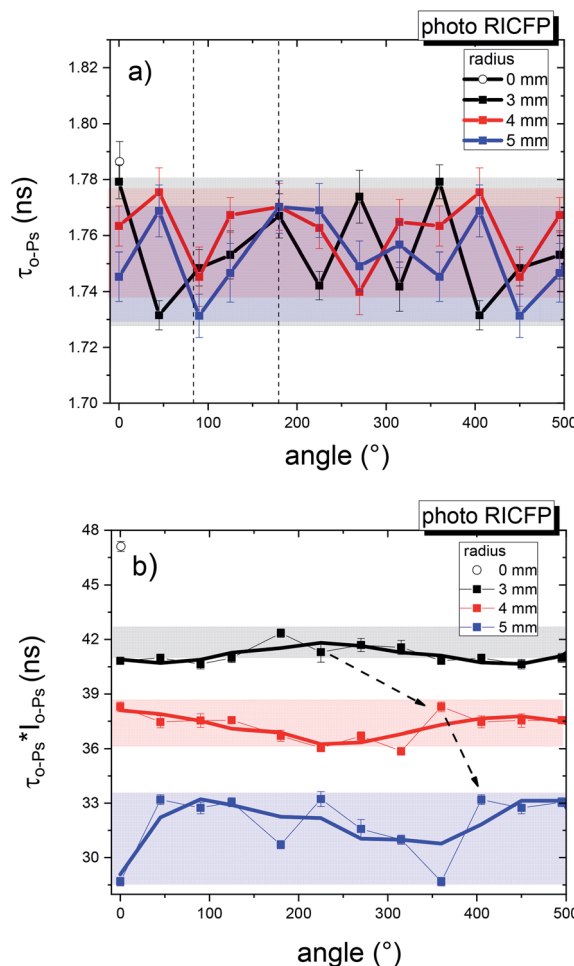 photo RICFP
a)
radius
0 mm
3 mm
4 mm
5 mm
1.82
1.80
1.78
1.76
1.74
1.72
1.70
τo-Ps (ns)
0 100 200 300 400 500
angle (°)
photo RICFP
b)
radius
0 mm
3 mm
4 mm
5 mm
48
45
42
39
36
33
30
τo-Ps*Io-Ps (ns)
0 100 200 300 400 500
angle (°)